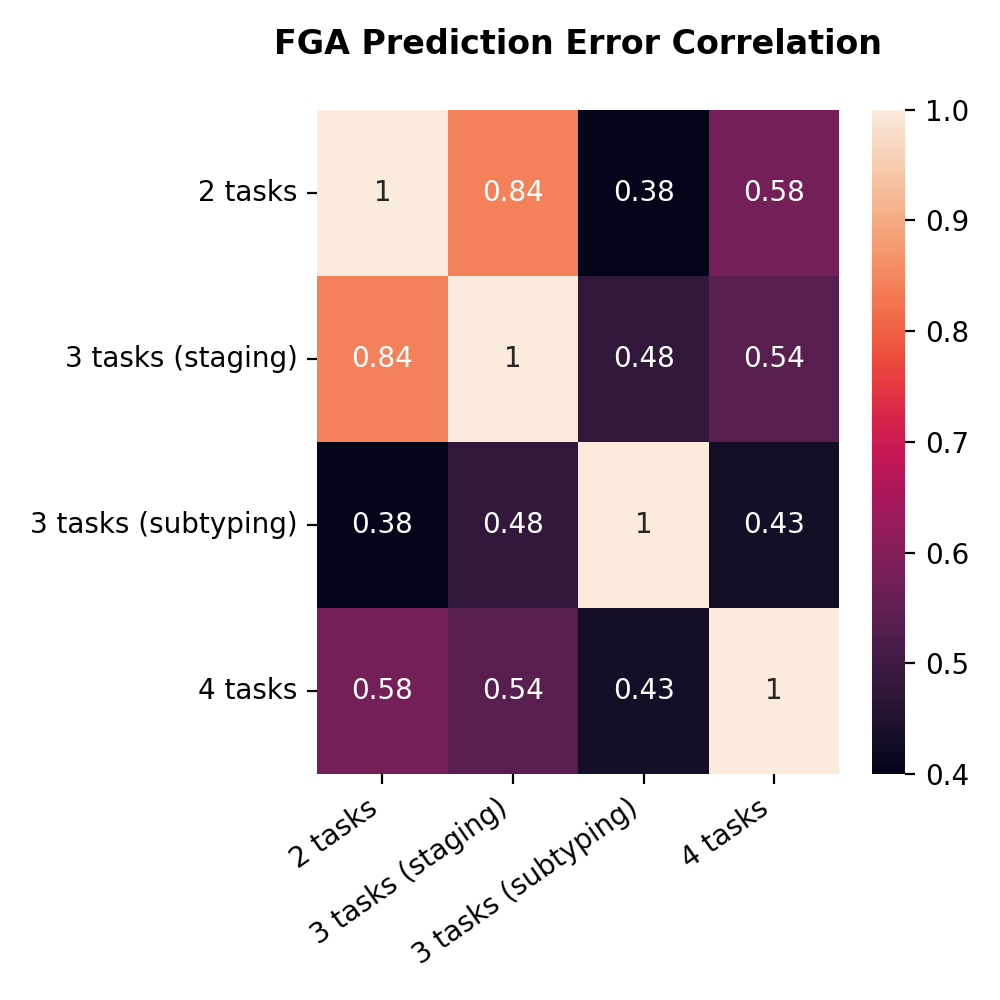 FGA Prediction Error Correlation
2 tasks 1 0.84 0.38 0.58
3 tasks (staging) 0.84 1 0.48 0.54
3 tasks (subtyping) 0.38 0.48 1 0.43
4 tasks 0.58 0.54 0.43 1
2 tasks
3 tasks (staging)
3 tasks (subtyping)
4 tasks
1.0
0.9
0.8
0.7
0.6
0.5
0.4